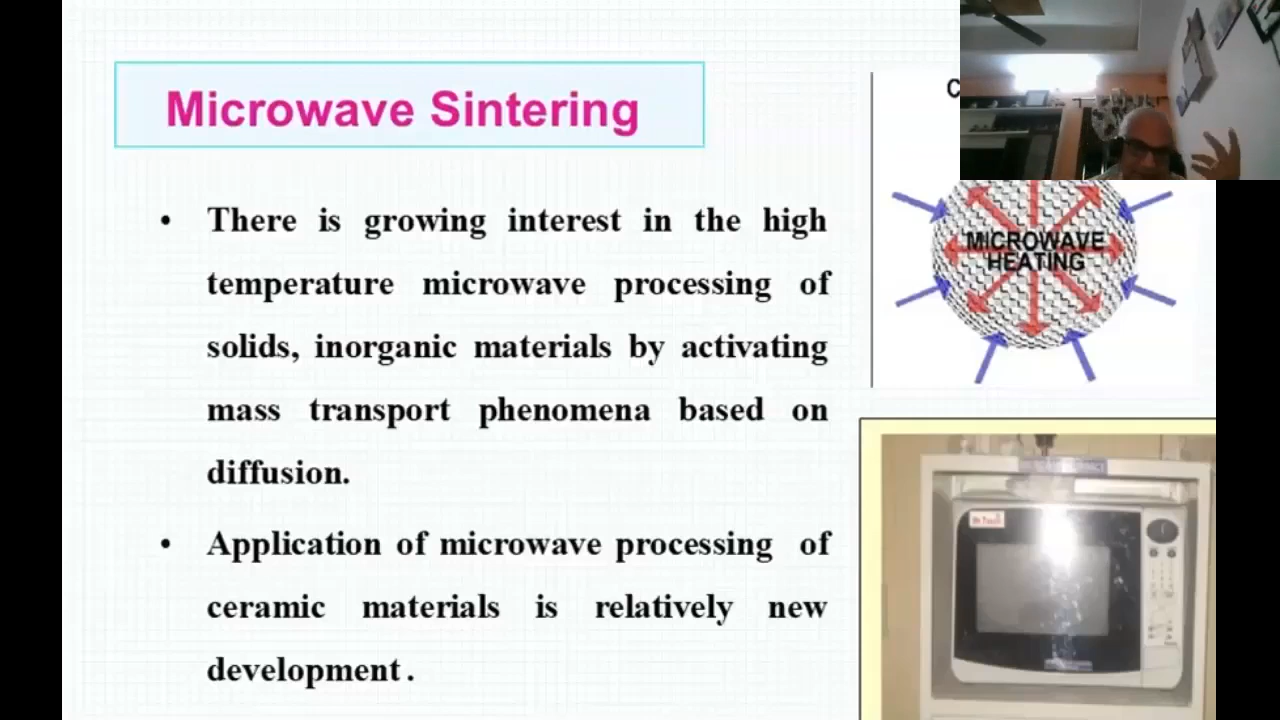 Microwave Sintering
• There is growing interest in the high
temperature microwave processing of
solids, inorganic materials by activating
mass transport phenomena based on
diffusion.
• Application of microwave processing of
ceramic materials is relatively new
development .
C
MICROWAVE
HEATING